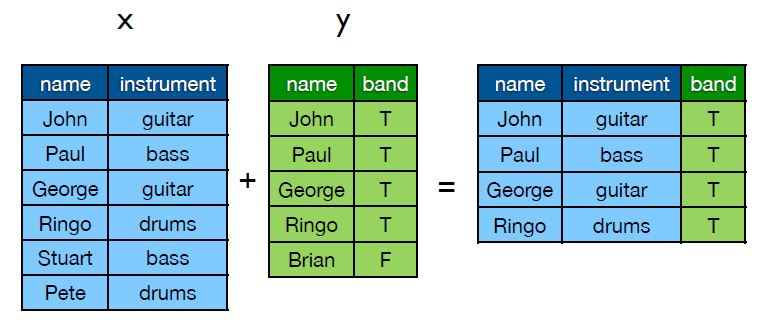 x y
name instrument name band name instrument band
John guitar John T John guitar T
Paul bass Paul T Paul bass T
George guitar + George T = George guitar T
Ringo drums Ringo T Ringo drums T
Stuart bass Brian F
Pete drums